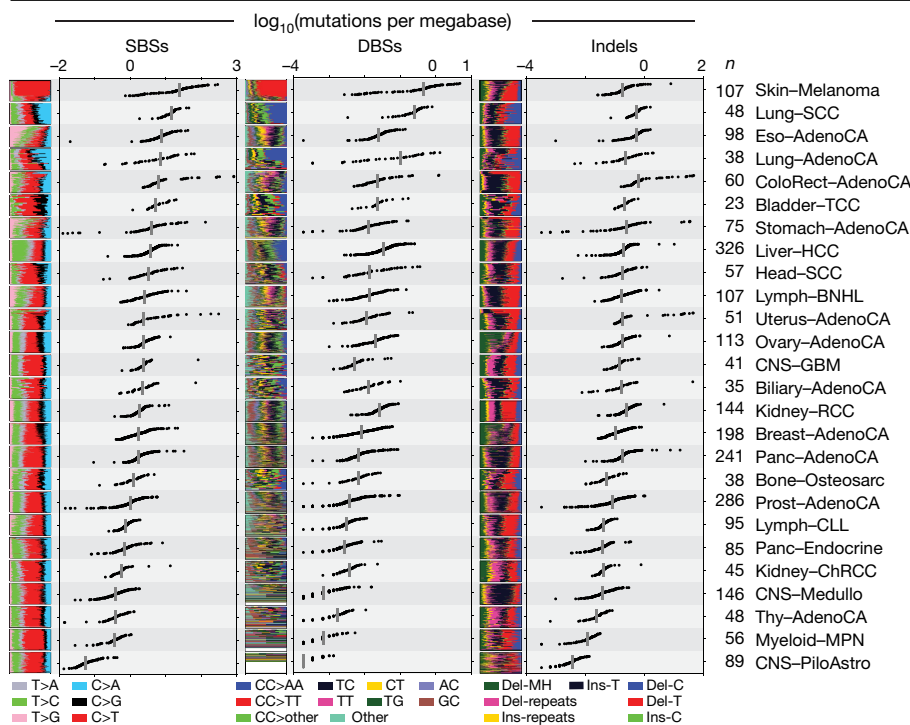 log10(mutations per megabase)
SBSs DBSs Indels
−2 0 3 −4 0 1 −4 0 2 n
107 Skin–Melanoma
48 Lung–SCC
98 Eso–AdenoCA
38 Lung–AdenoCA
60 ColoRect–AdenoCA
23 Bladder–TCC
75 Stomach–AdenoCA
326 Liver–HCC
57 Head–SCC
107 Lymph–BNHL
51 Uterus–AdenoCA
113 Ovary–AdenoCA
41 CNS–GBM
35 Biliary–AdenoCA
144 Kidney–RCC
198 Breast–AdenoCA
241 Panc–AdenoCA
38 Bone–Osteosarc
286 Prost–AdenoCA
95 Lymph–CLL
85 Panc–Endocrine
45 Kidney–ChRCC
146 CNS–Medullo
48 Thy–AdenoCA
56 Myeloid–MPN
89 CNS–PiloAstro
T>A C>A CC>AA TC CT AC Del-MH Ins-T Del-C
T>C C>G CC>TT TT TG GC Del-repeats Del-T
T>G C>T CC>other Other Ins-repeats Ins-C